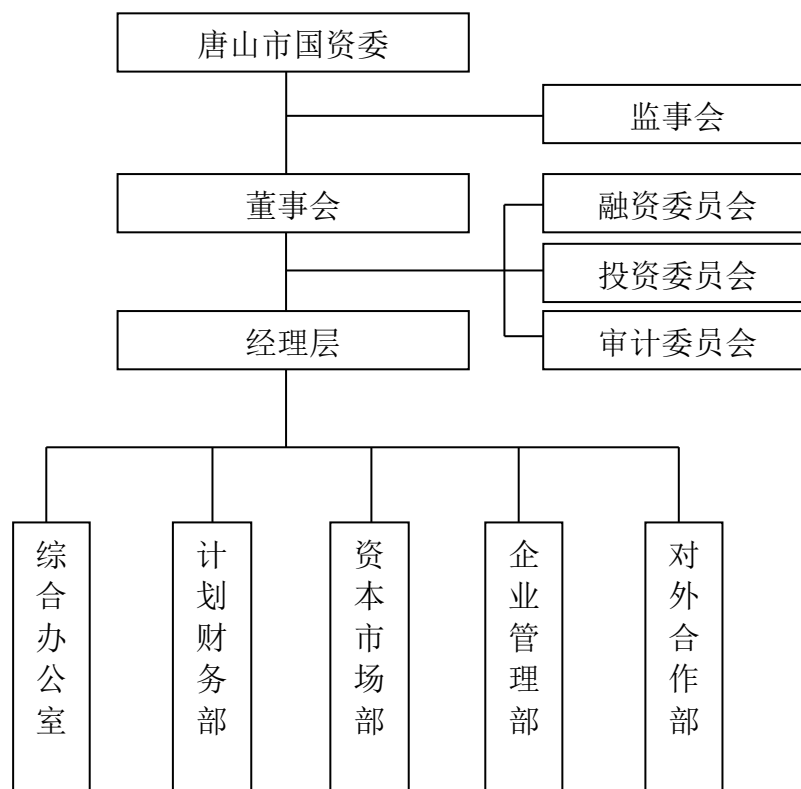 唐山市国资委
监事会
董事会
融资委员会
投资委员会
经理层
审计委员会
综合办公室
计划财务部
资本市场部
企业管理部
对外合作部